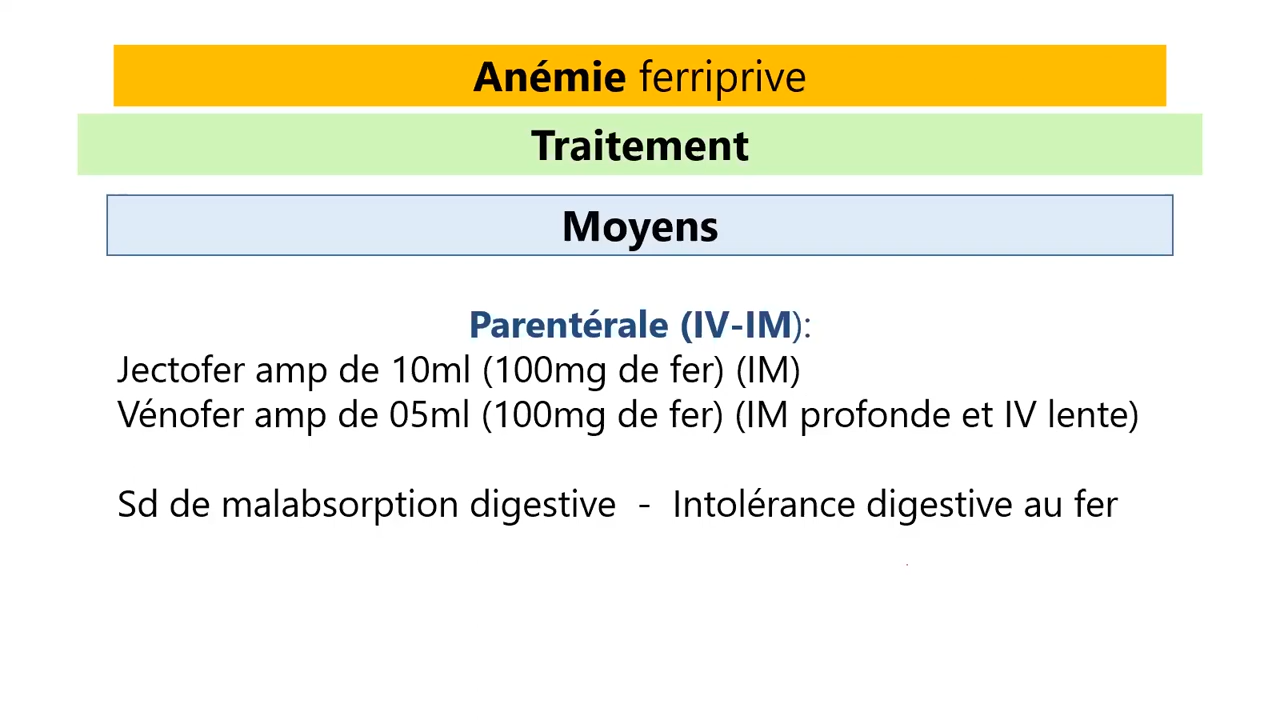 Anémie ferriprive
Traitement
Moyens
Parentérale (IV-IM):
Jectofer amp de 10ml (100mg de fer) (IM)
Vénofer amp de 05ml (100mg de fer) (IM profonde et IV lente)
Sd de malabsorption digestive - Intolérance digestive au fer